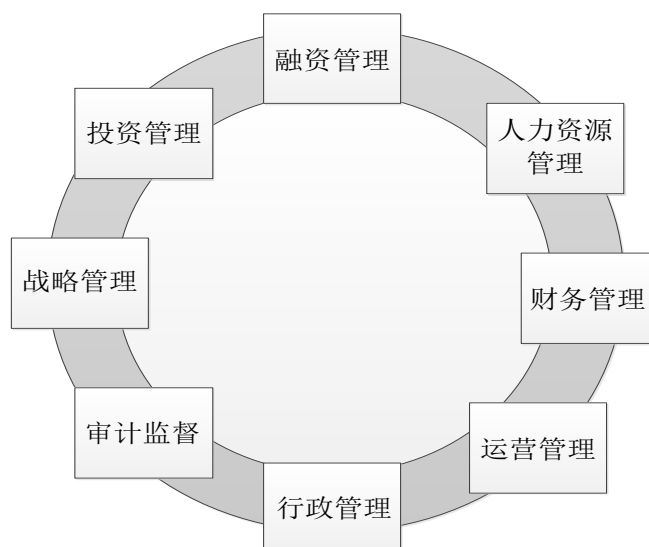 融资管理
人力资源
管理
投资管理
战略管理
财务管理
审计监督
运营管理
行政管理